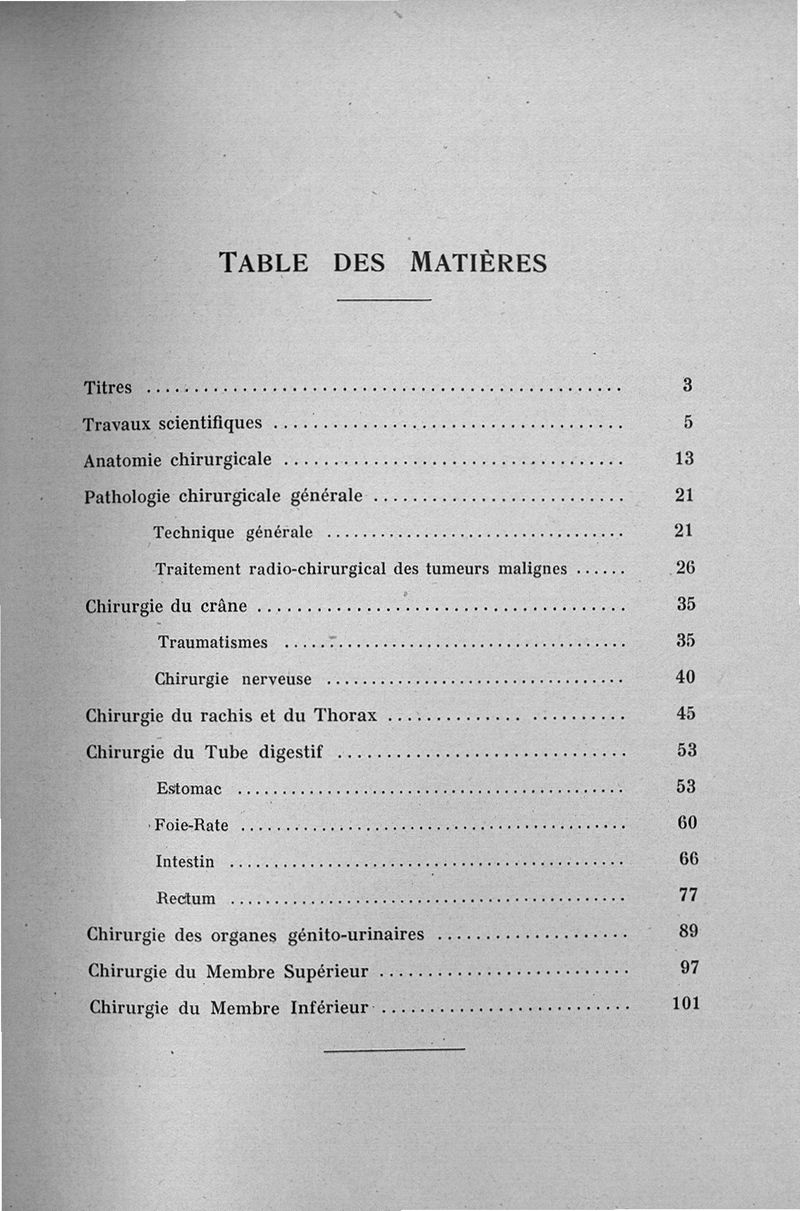 TABLE DES MATIÈRES
Titres ................................................ 3
Travaux scientifiques .................................... 5
Anatomie chirurgicale ................................... 13
Pathologie chirurgicale générale .......................... 21
Technique générale ................................. 21
Traitement radio-chirurgical des tumeurs malignes ...... 26
Chirurgie du crâne ...................................... 35
Traumatismes ...................................... 35
Chirurgie nerveuse ................................. 40
Chirurgie du rachis et du Thorax ......................... 45
Chirurgie du Tube digestif .............................. 53
Estomac ........................................... 53
Foie-Rate .......................................... 60
Intestin ............................................ 66
Rectum ............................................ 77
Chirurgie des organes génito-urinaires .................... 89
Chirurgie du Membre Supérieur .......................... 97
Chirurgie du Membre Inférieur .......................... 101